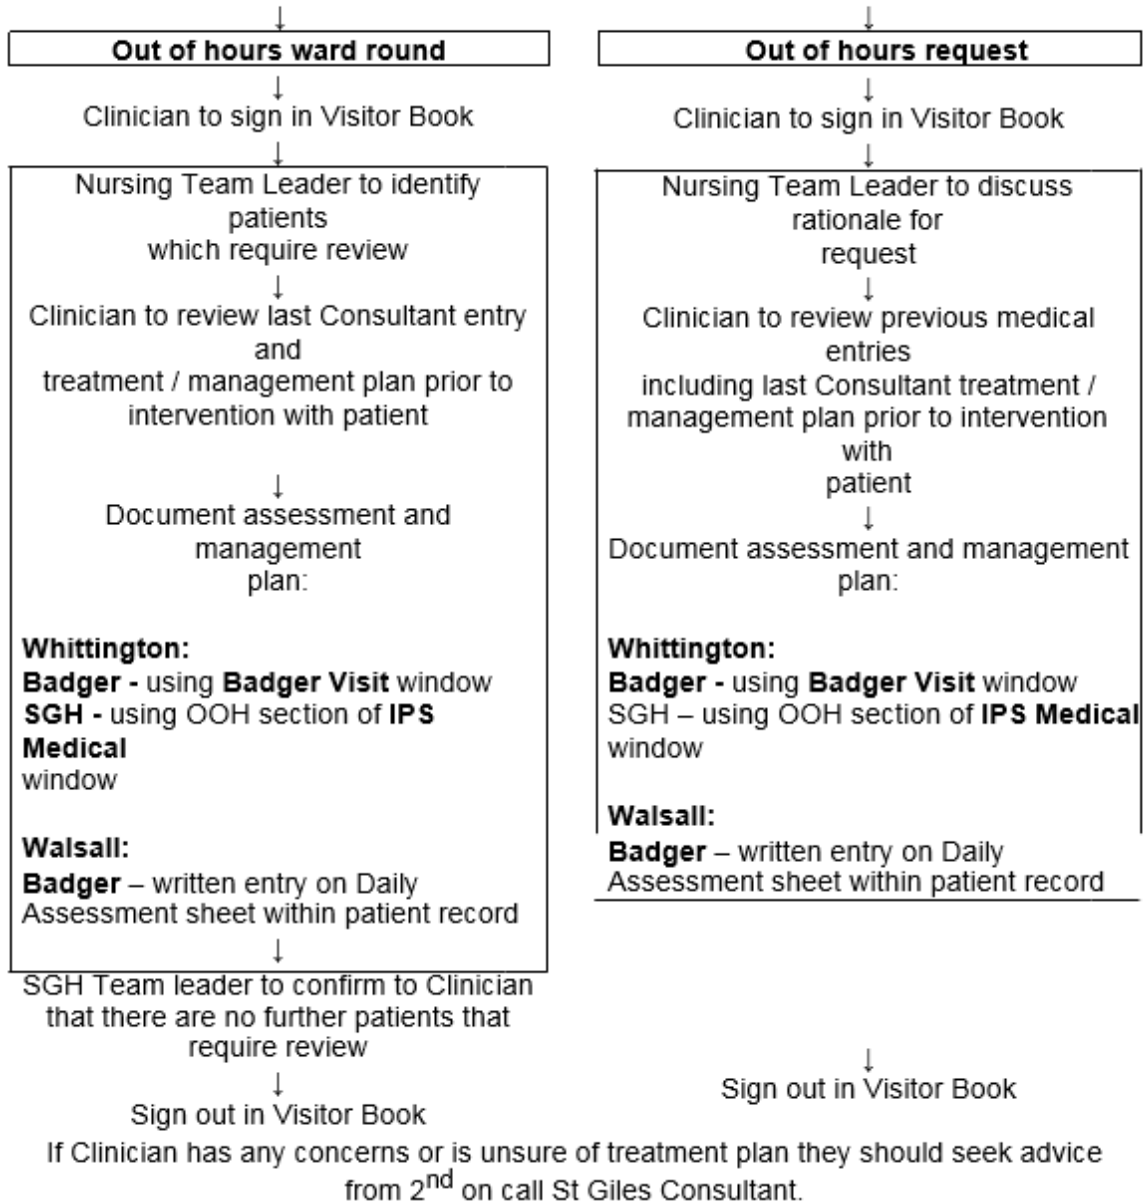 Out of hours ward round
↓
Clinician to sign in Visitor Book
↓
Nursing Team Leader to identify
patients
which require review
↓
Clinician to review last Consultant entry
and
treatment / management plan prior to
intervention with patient
↓
Document assessment and
management
plan:
Whittington:
Badger - using Badger Visit window
SGH - using OOH section of IPS
Medical
window
Walsall:
Badger – written entry on Daily
Assessment sheet within patient record
↓
SGH Team leader to confirm to Clinician
that there are no further patients that
require review
↓
Sign out in Visitor Book
Out of hours request
↓
Clinician to sign in Visitor Book
↓
Nursing Team Leader to discuss
rationale for
request
↓
Clinician to review previous medical
entries
including last Consultant treatment /
management plan prior to intervention
with
patient
↓
Document assessment and management
plan:
Whittington:
Badger - using Badger Visit window
SGH – using OOH section of IPS Medical
window
Walsall:
Badger – written entry on Daily
Assessment sheet within patient record
↓
Sign out in Visitor Book
If Clinician has any concerns or is unsure of treatment plan they should seek advice
from 2nd on call St Giles Consultant.